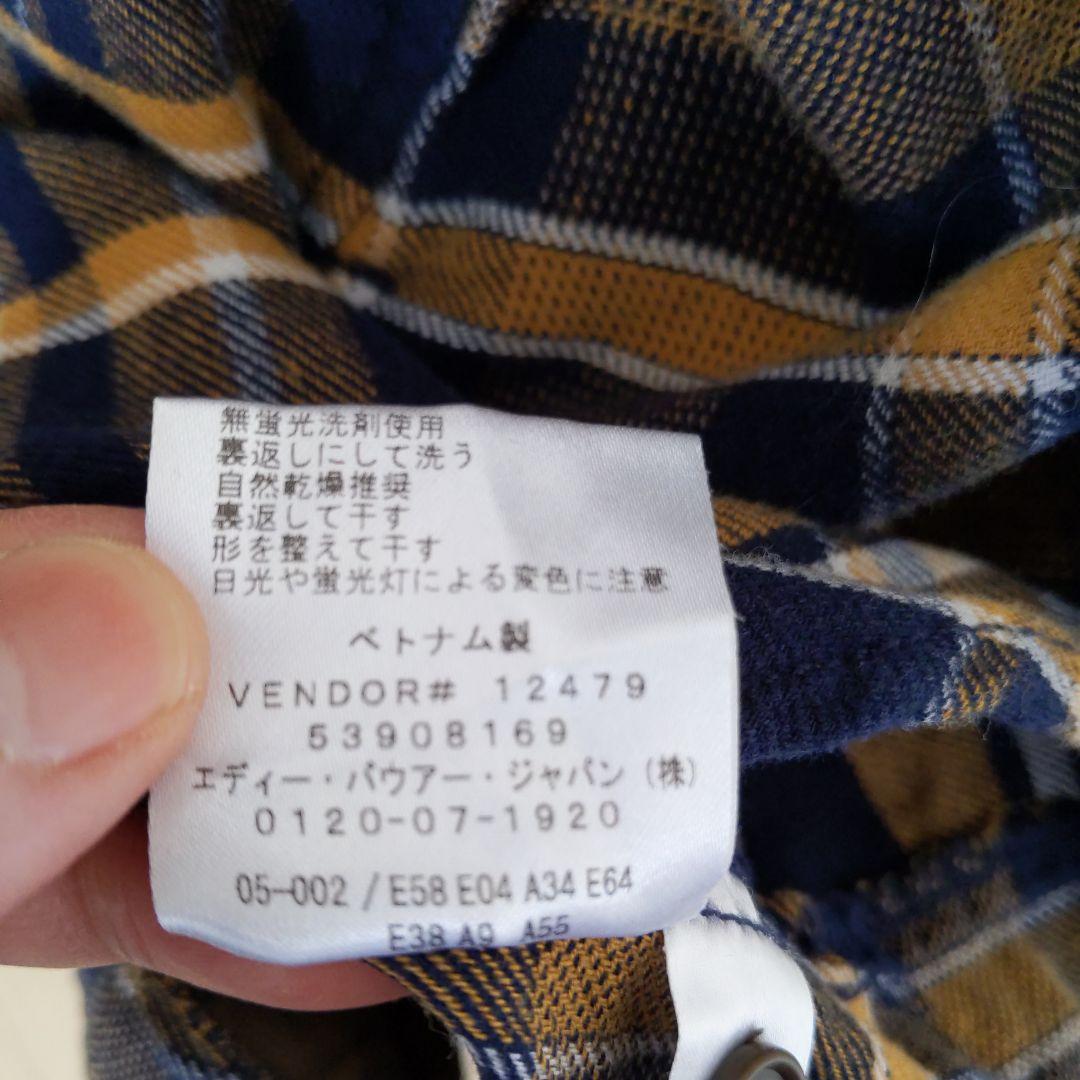 無蛍光洗剤使用
裏返しにして洗う
自然乾燥推奨
裏返して干す
形を整えて干す
日光や蛍光灯による変色に注意
ベトナム製
VENDOR# 12479
53908169
エディー・バウアー・ジャパン(株)
0120-07-1920
05-002 / E58 E04 A34 E64
E38 A9 A55